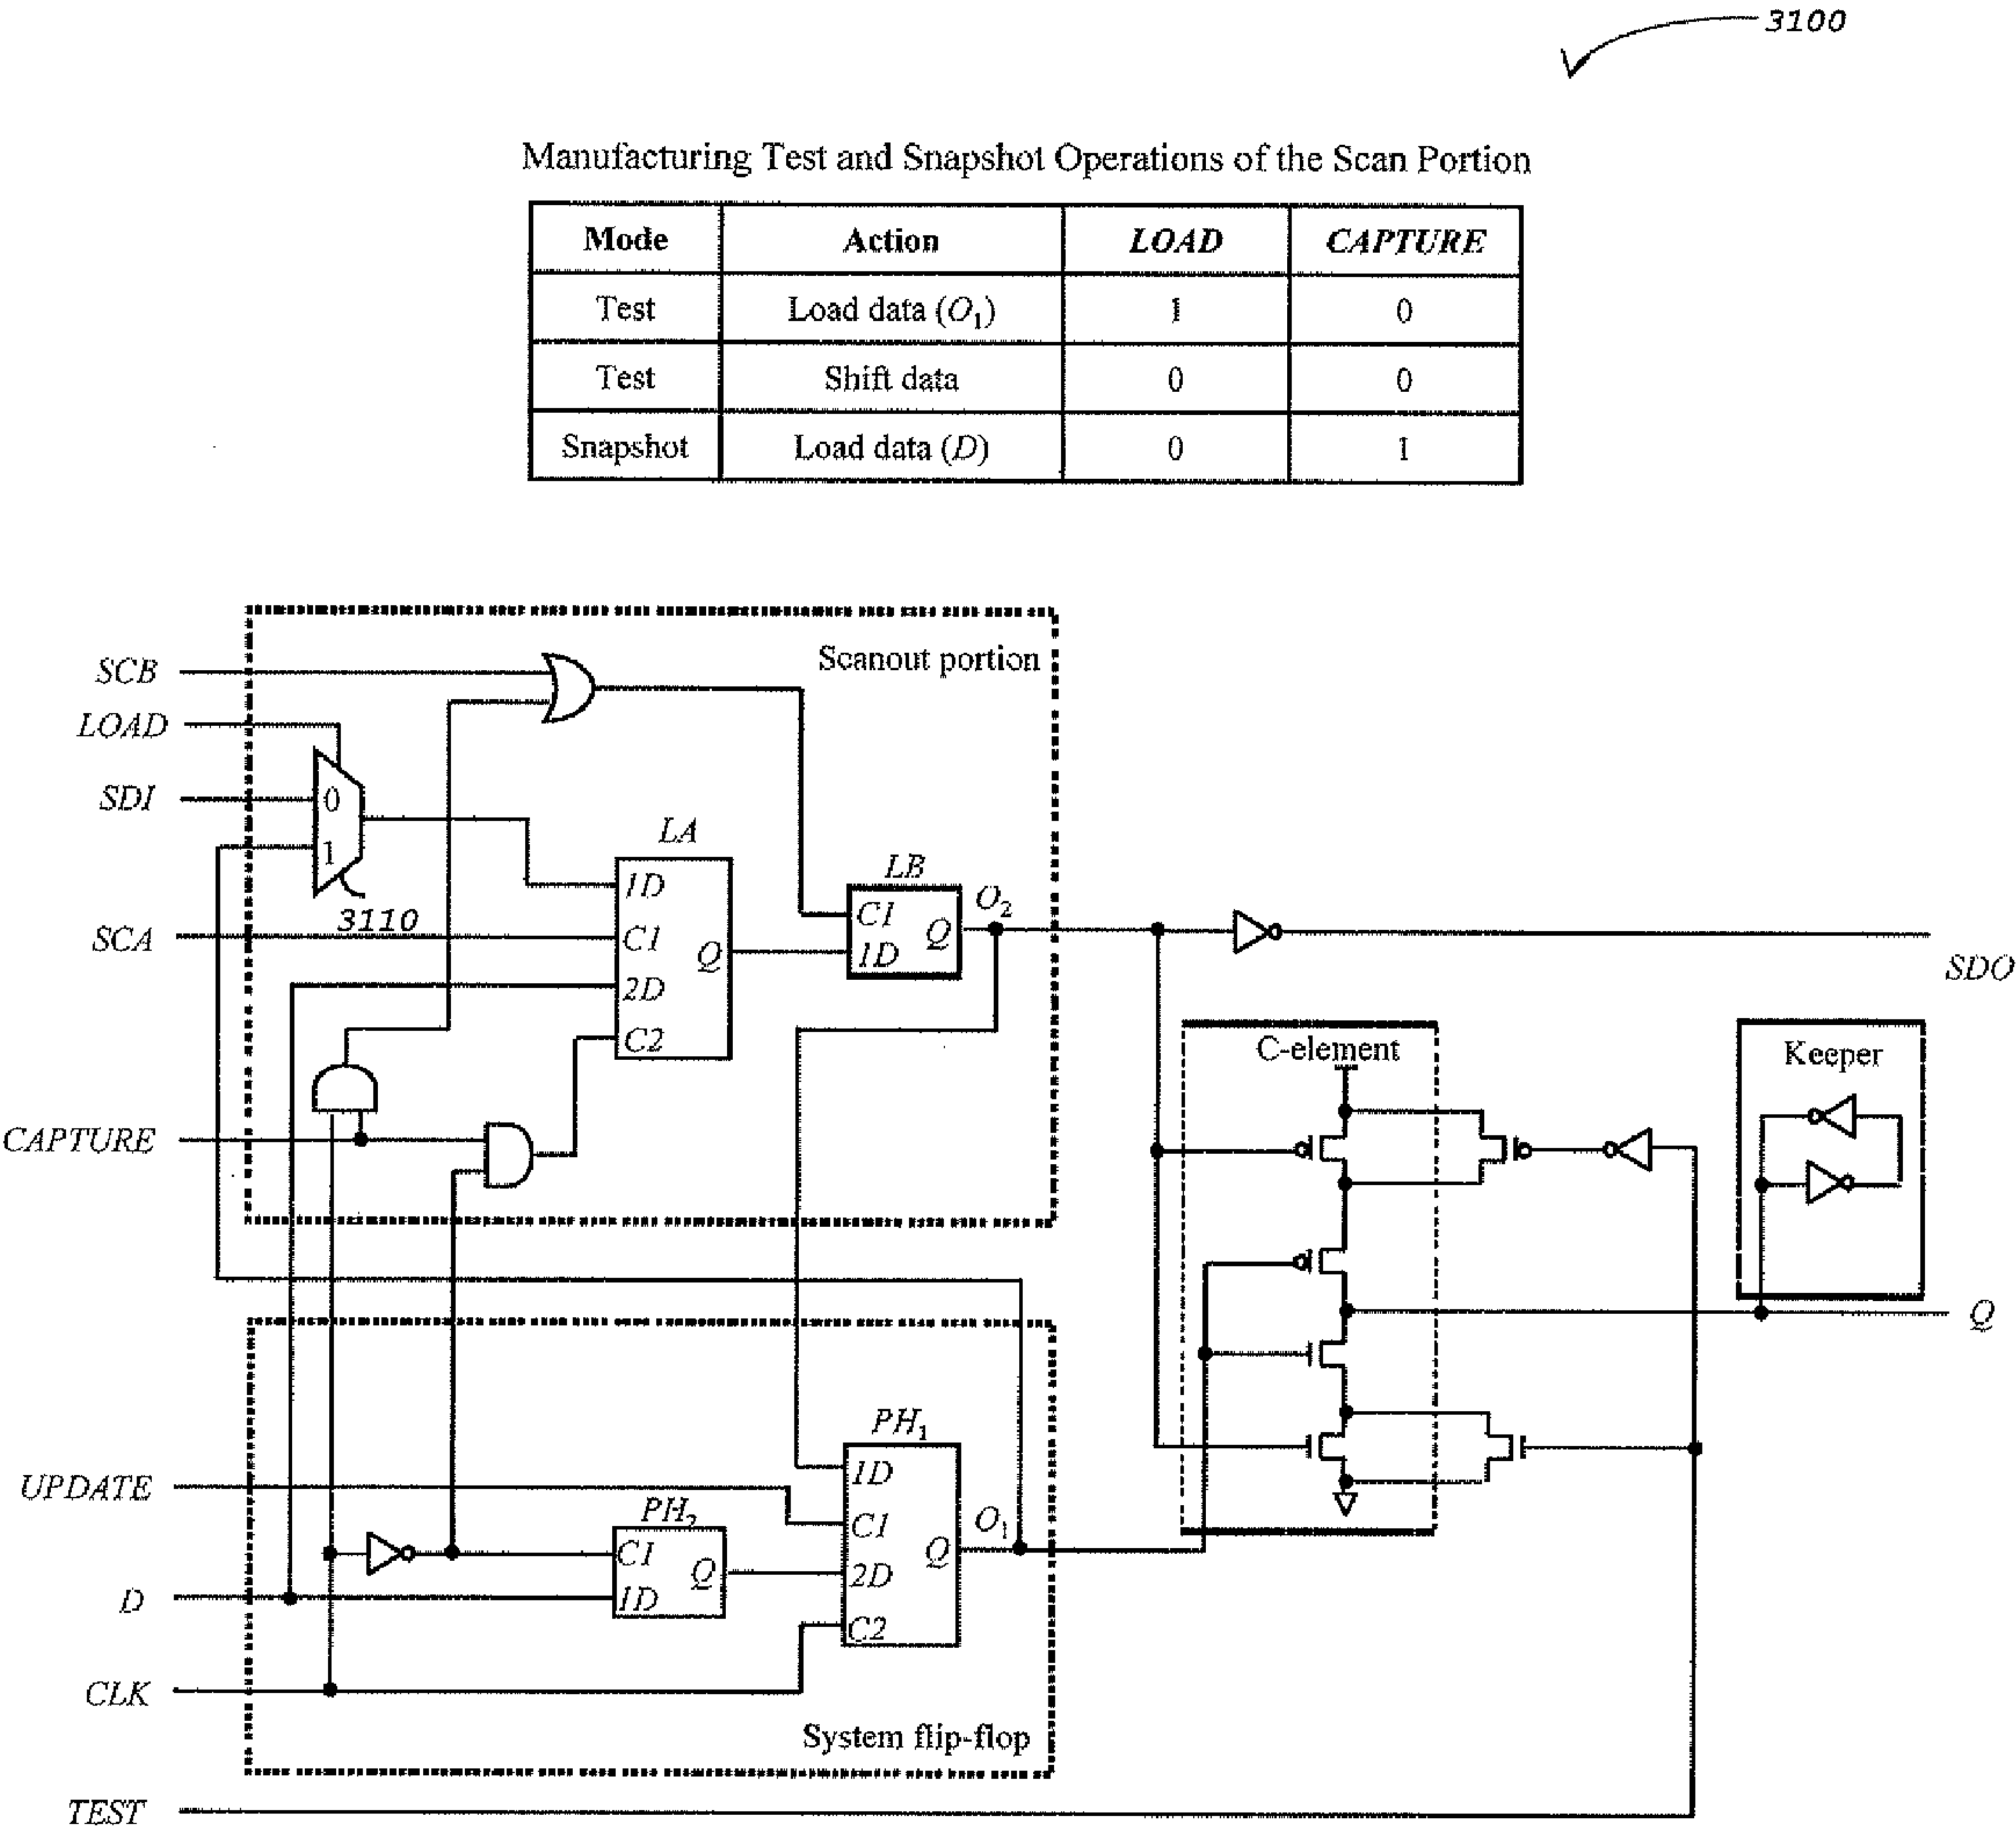 3100
Manufacturing Test and Snapshot Operations of the Scan Portion
Mode Action LOAD CAPTURE
Test Load data (O1) 1 0
Test Shift data 0 0
Snapshot Load data (D) 0 1
Scanout portion
SCB
LOAD
SDI
0
1
3110
SCA
LA
1D
C1
2D
C2
Q
LB
C1
1D
Q
O2
SDO
CAPTURE
C-element
Keeper
Q
UPDATE
PH2
C1
1D
Q
PH1
1D
C1
2D
C2
Q
O1
D
CLK
System flip-flop
TEST